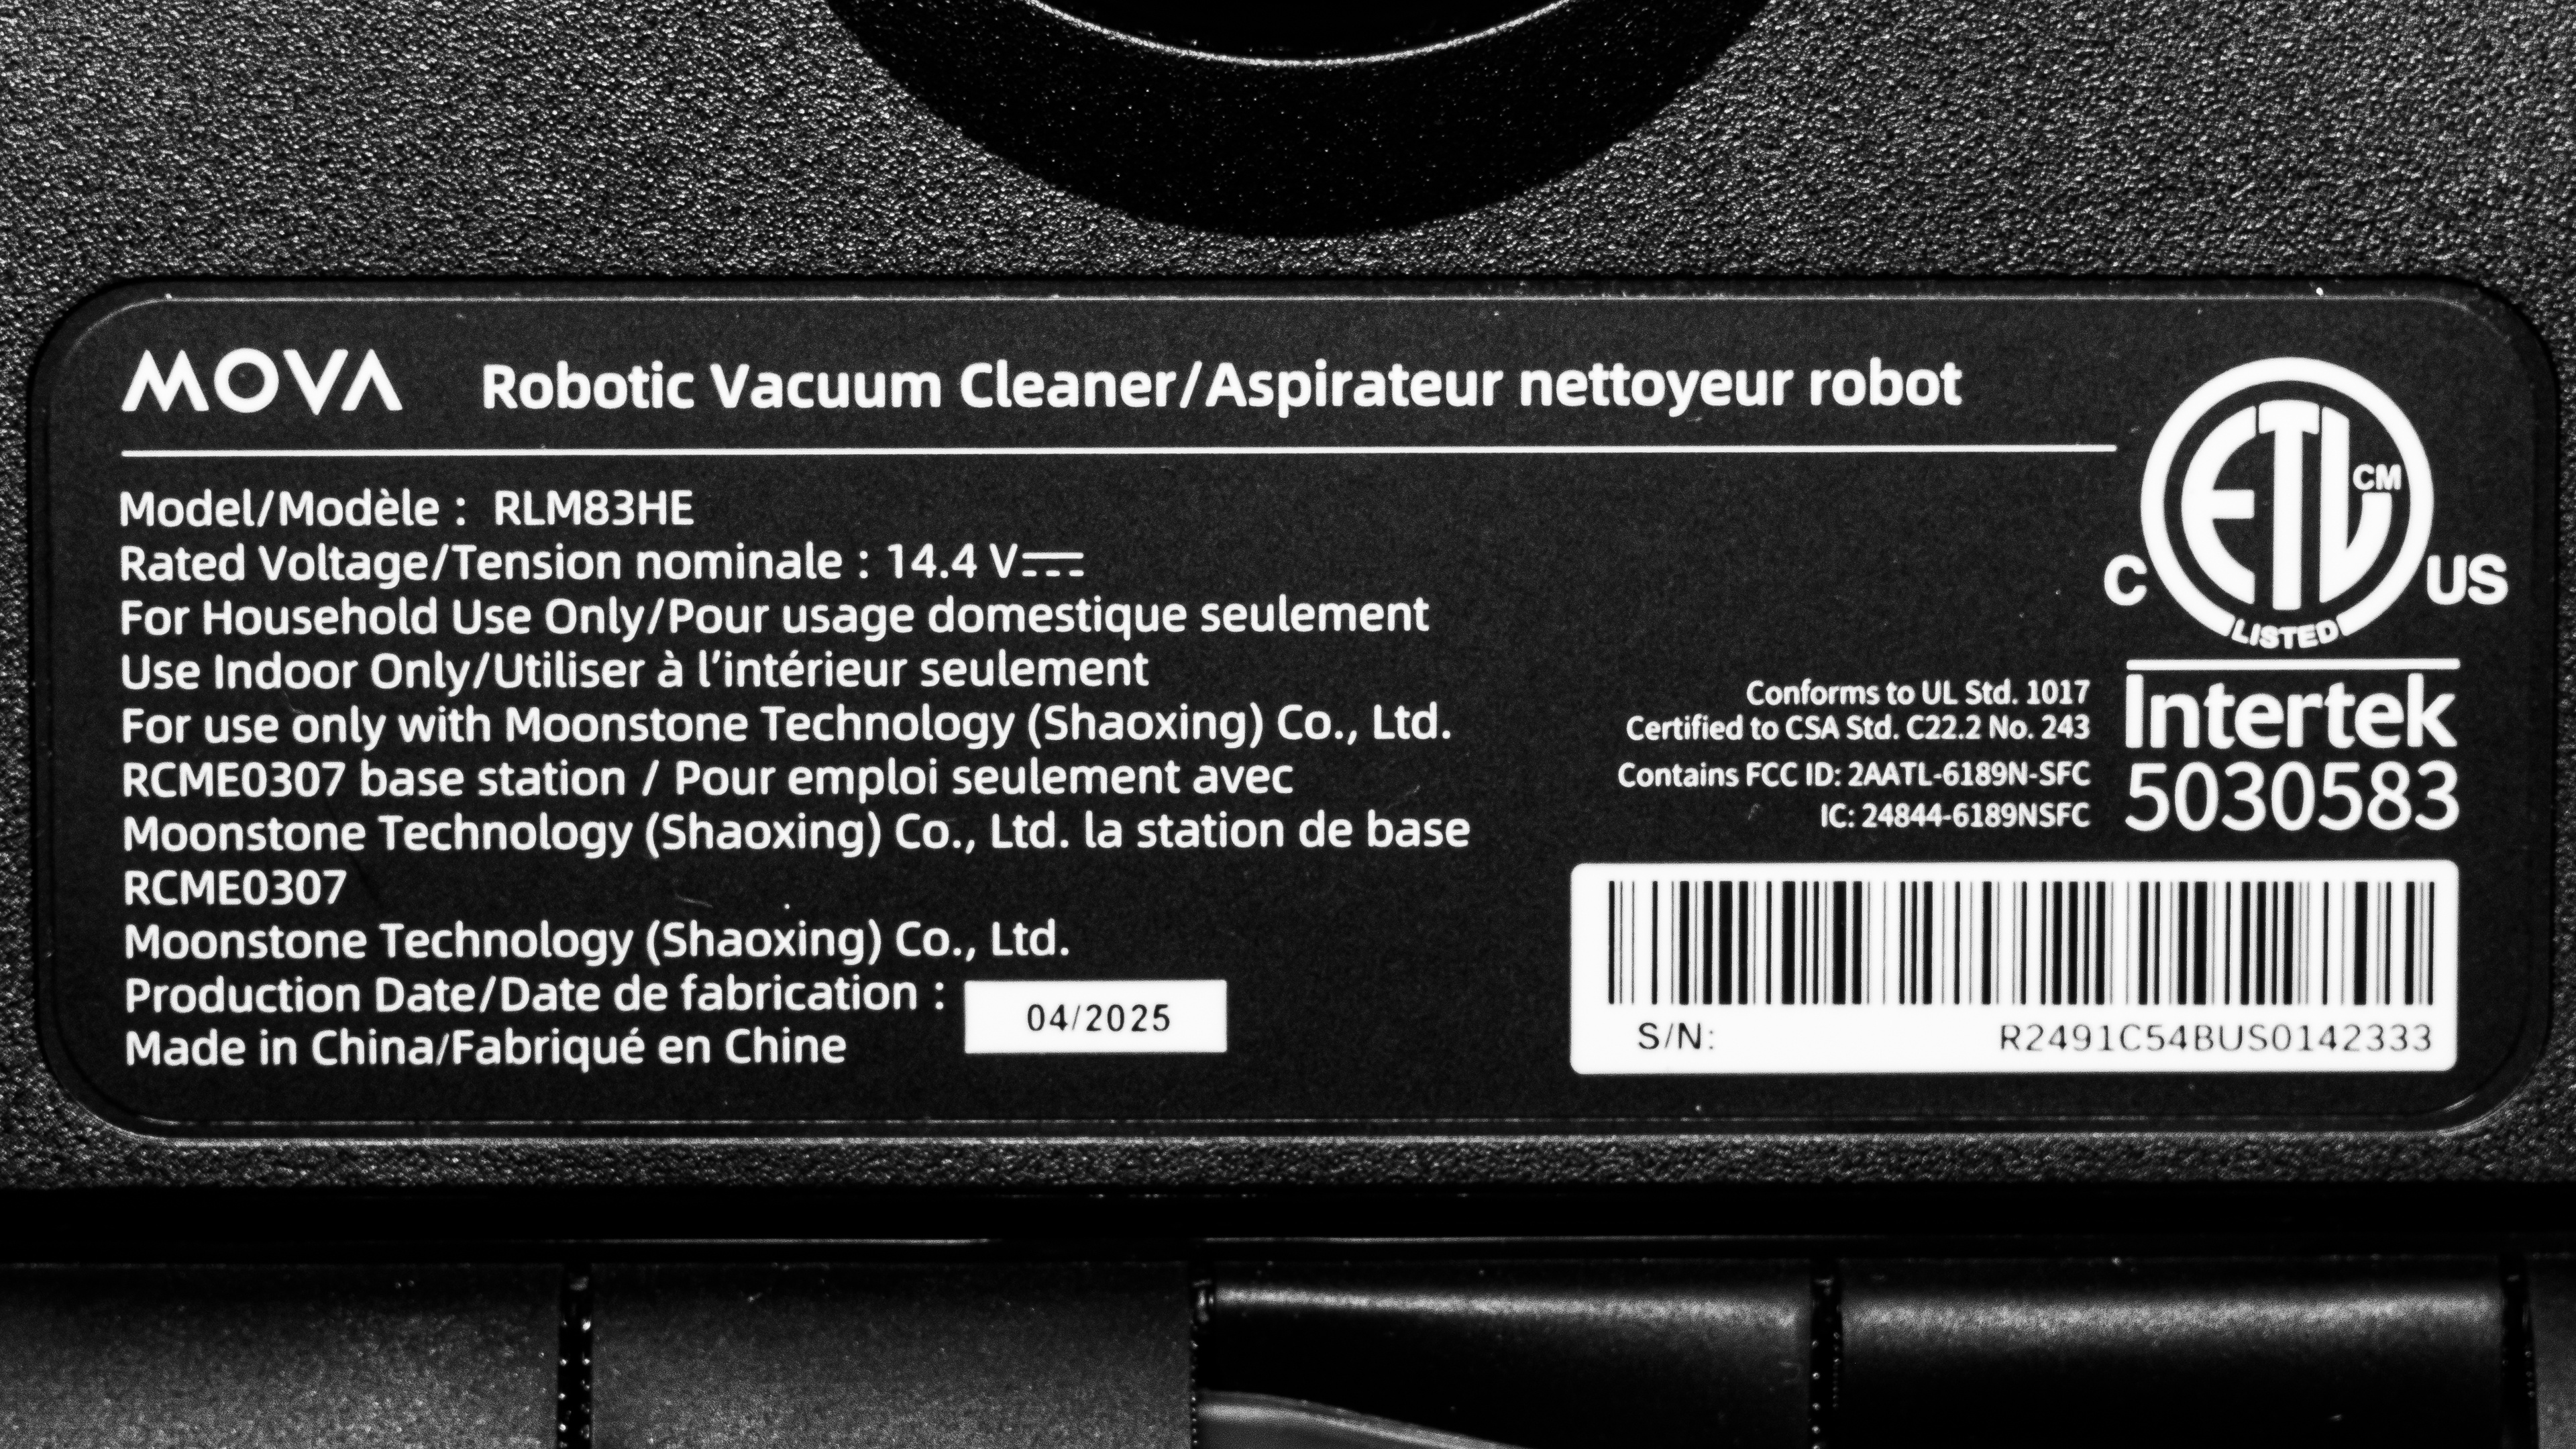 MOVA Robotic Vacuum Cleaner/Aspirateur nettoyeur robot
Model/Modèle : RLM83HE
Rated Voltage/Tension nominale : 14.4 V⎓
For Household Use Only/Pour usage domestique seulement
Use Indoor Only/Utiliser à l’intérieur seulement
For use only with Moonstone Technology (Shaoxing) Co., Ltd.
RCME0307 base station / Pour emploi seulement avec
Moonstone Technology (Shaoxing) Co., Ltd. la station de base
RCME0307
Moonstone Technology (Shaoxing) Co., Ltd.
Production Date/Date de fabrication : 04/2025
Made in China/Fabriqué en Chine
ETL CM
C US
LISTED
Intertek
5030583
Conforms to UL Std. 1017
Certified to CSA Std. C22.2 No. 243
Contains FCC ID: 2AATL-6189N-SFC
IC: 24844-6189NSFC
S/N: R2491C54BUS0142333